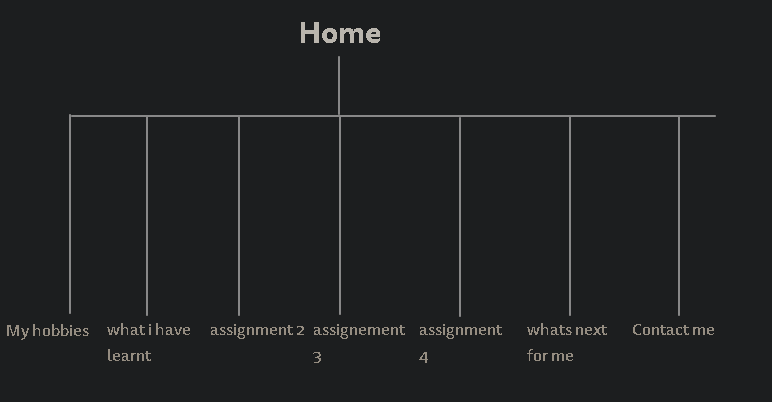 Home
My hobbies
what i have
learnt
assignment 2
assignement
3
assignment
4
whats next
for me
Contact me